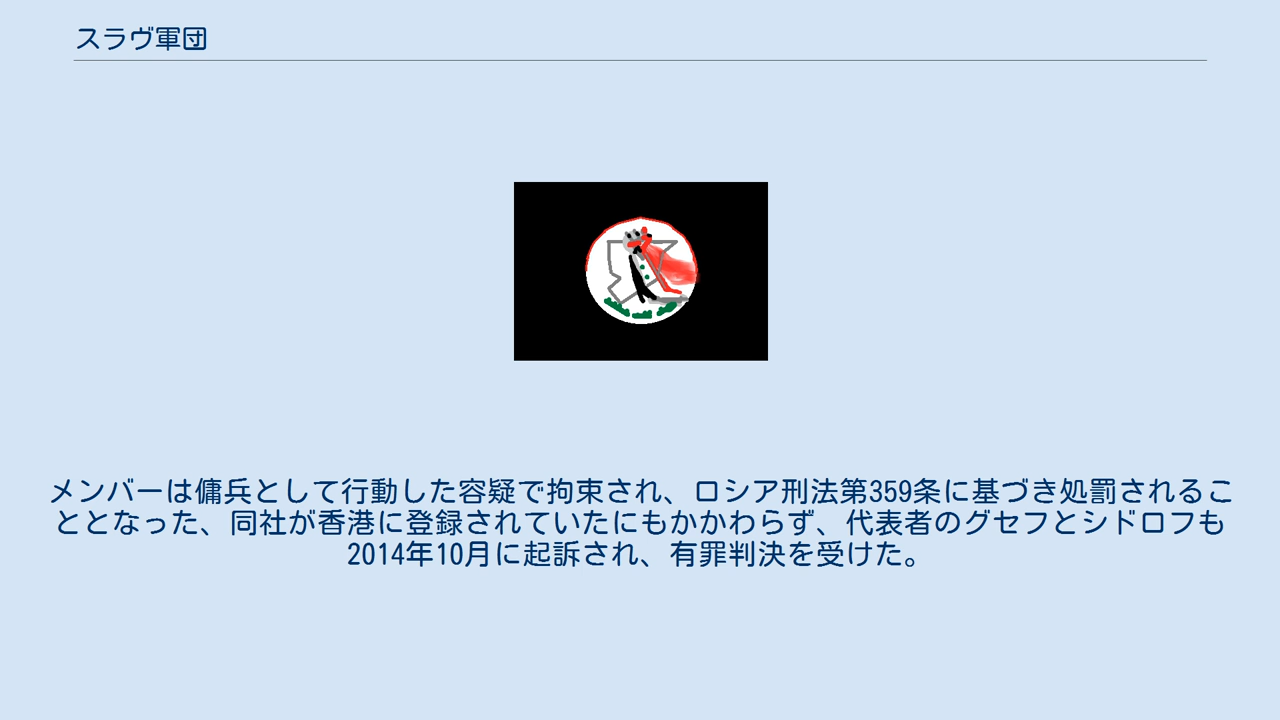 スラヴ軍団
メンバーは傭兵として行動した容疑で拘束され、ロシア刑法第359条に基づき処罰されるこ
ととなった、同社が香港に登録されていたにもかかわらず、代表者のグセフとシドロフも
2014年10月に起訴され、有罪判決を受けた。